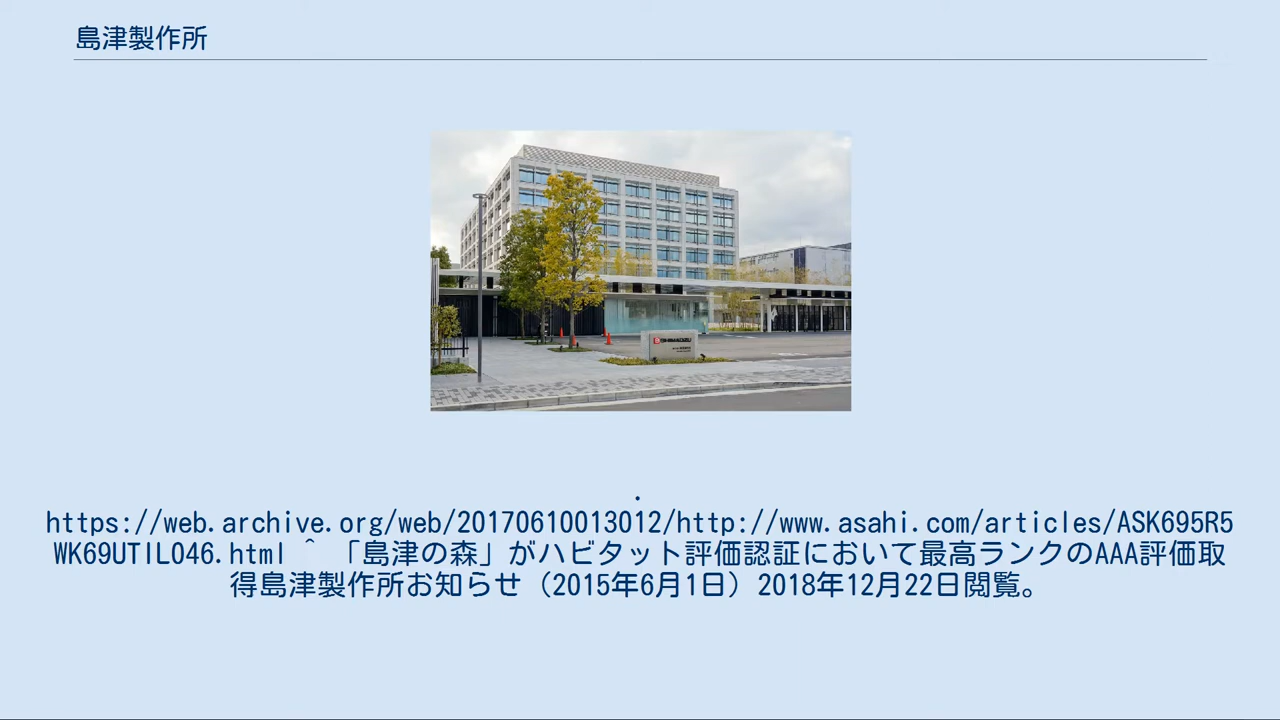 島津製作所
SHIMADZU
.
https://web.archive.org/web/20170610013012/http://www.asahi.com/articles/ASK695R5
WK69UTIL046.html ^ 「島津の森」がハビタット評価認証において最高ランクのAAA評価取
得島津製作所お知らせ（2015年6月1日）2018年12月22日閲覧。